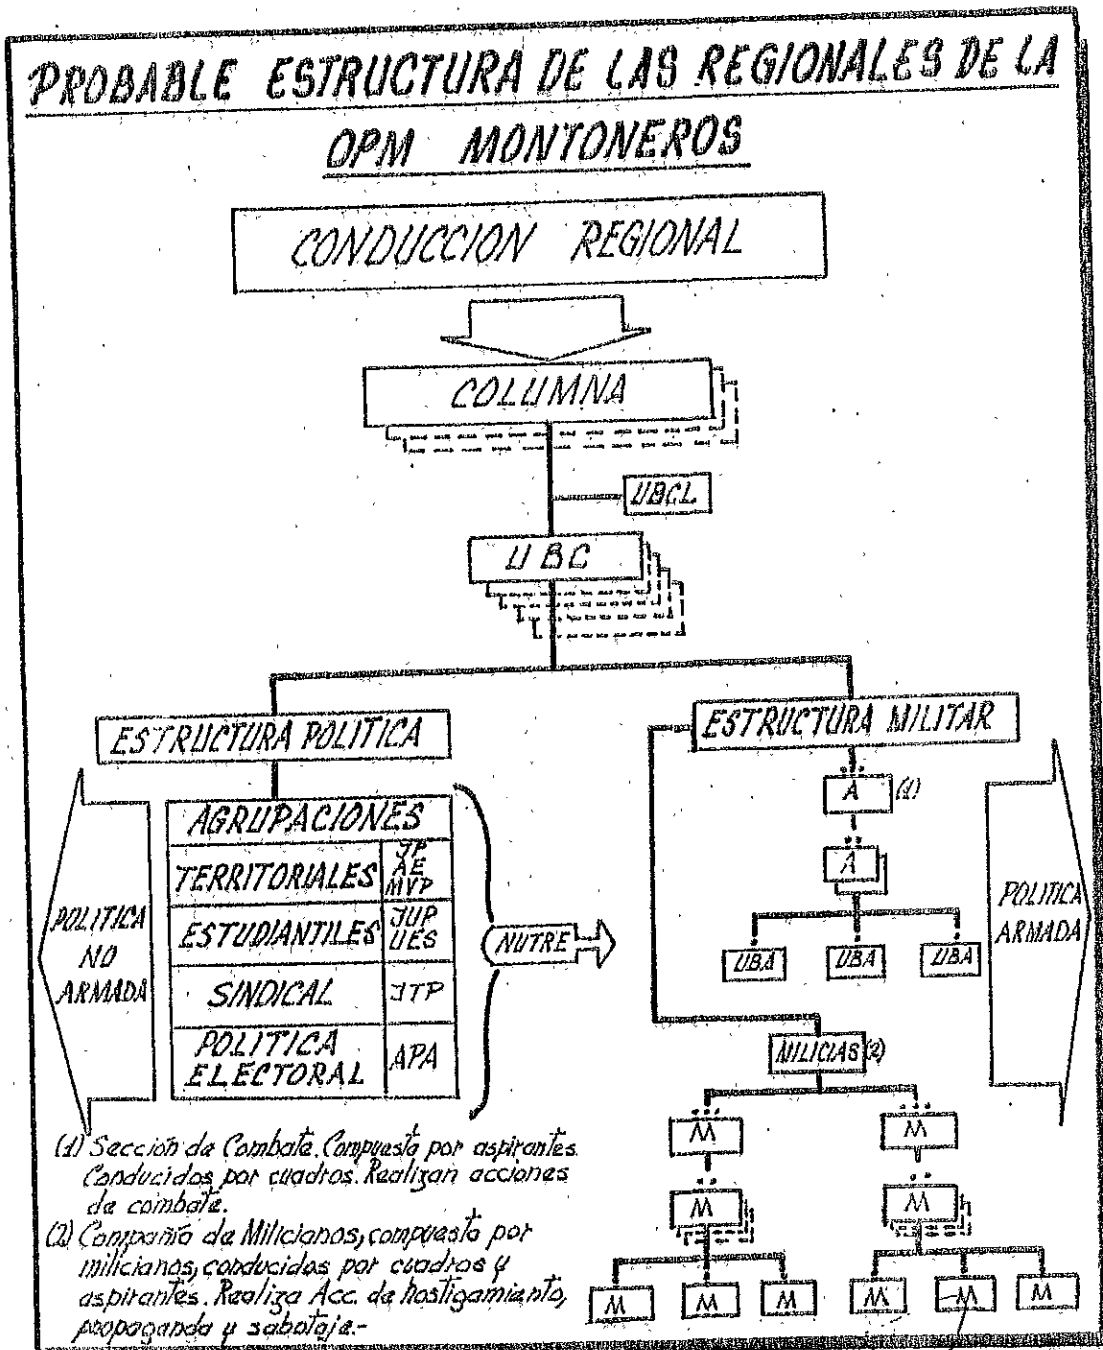 PROBABLE ESTRUCTURA DE LAS REGIONALES DE LA
OPM MONTONEROS
CONDUCCION REGIONAL
COLUMNA
UBCL
UBC
ESTRUCTURA POLITICA
ESTRUCTURA MILITAR
POLITICA
NO
ARMADA
AGRUPACIONES
TERRITORIALES
JP
AE
MVP
ESTUDIANTILES
JUP
UES
SINDICAL
JTP
POLITICA
ELECTORAL
APA
NUTRE
A (1)
A
UBA UBA UBA
POLITICA
ARMADA
MILICIAS (2)
M M
M M
M M M M M M
(1) Sección de Combate. Compuesta por aspirantes.
Conducidos por cuadros. Realizan acciones
de combate.
(2) Compañia de Milicianos, compuesta por
milicianos, conducidos por cuadros y
aspirantes. Realiza Acc. de hostigamiento,
propaganda y sabotaje.-